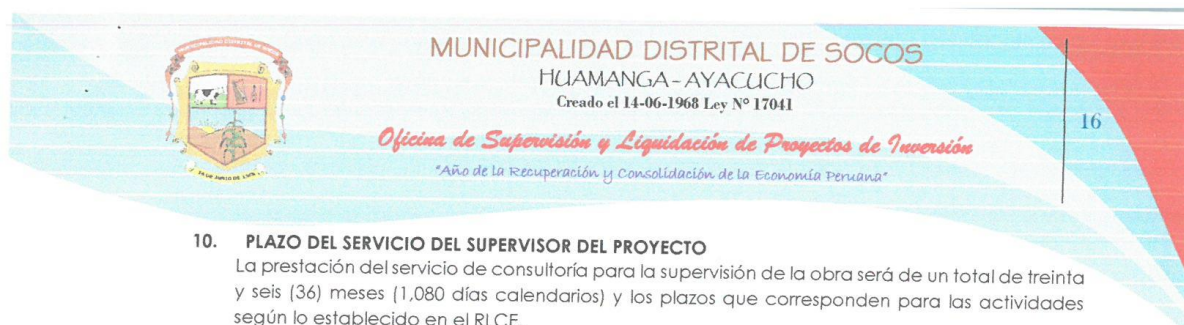 MUNICIPALIDAD DISTRITAL DE SOCOS
HUAMANGA-AYACUCHO
Creado el 14-06-1968 Ley Nº 17041
16
Oficina de Supervisión y Liquidación de Proyectos de Inversión
"Año de la Recuperación y Consolidación de la Economía Peruana"
10. PLAZO DEL SERVICIO DEL SUPERVISOR DEL PROYECTO
La prestación del servicio de consultoría para la supervisión de la obra será de un total de treinta
y seis (36) meses (1,080 días calendarios) y los plazos que corresponden para las actividades
según lo establecido en el RLCE.